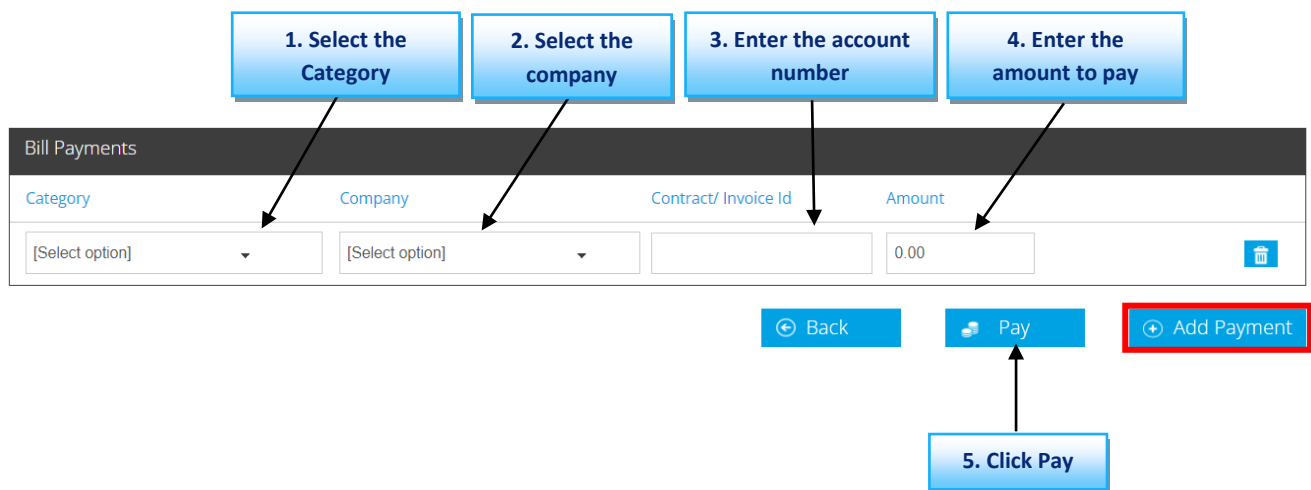 1. Select the
Category
2. Select the
company
3. Enter the account
number
4. Enter the
amount to pay
Bill Payments
Category
Company
Contract/ Invoice Id
Amount
[Select option]
[Select option]
0.00
Back
Pay
Add Payment
5. Click Pay